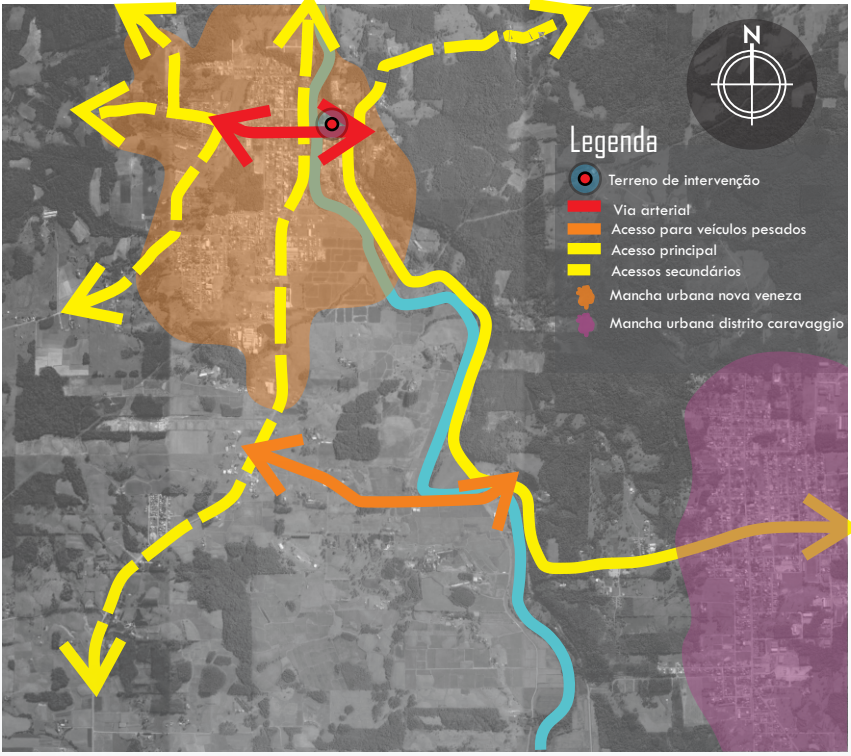 N
Legenda
Terreno de intervenção
Via arterial
Acesso para veículos pesados
Acesso principal
Acessos secundários
Mancha urbana nova veneza
Mancha urbana distrito caravaggio